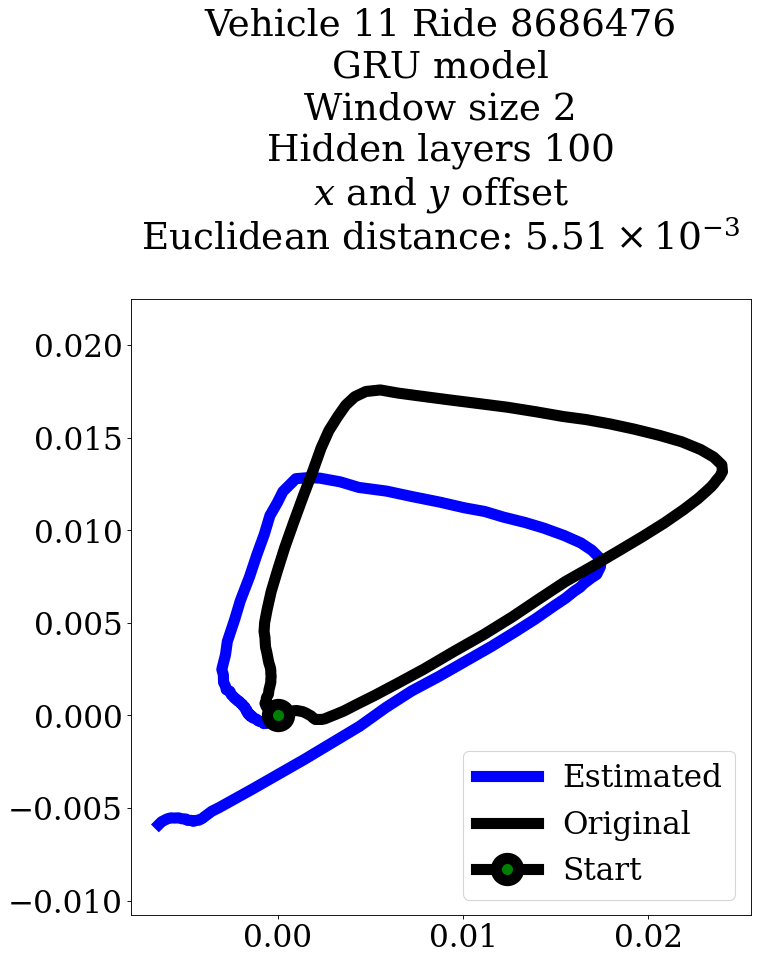 Vehicle 11 Ride 8686476
GRU model
Window size 2
Hidden layers 100
x and y offset
Euclidean distance: 5.51 × 10⁻³
0.020
0.015
0.010
0.005
0.000
−0.005
−0.010
0.00 0.01 0.02
Estimated
Original
Start